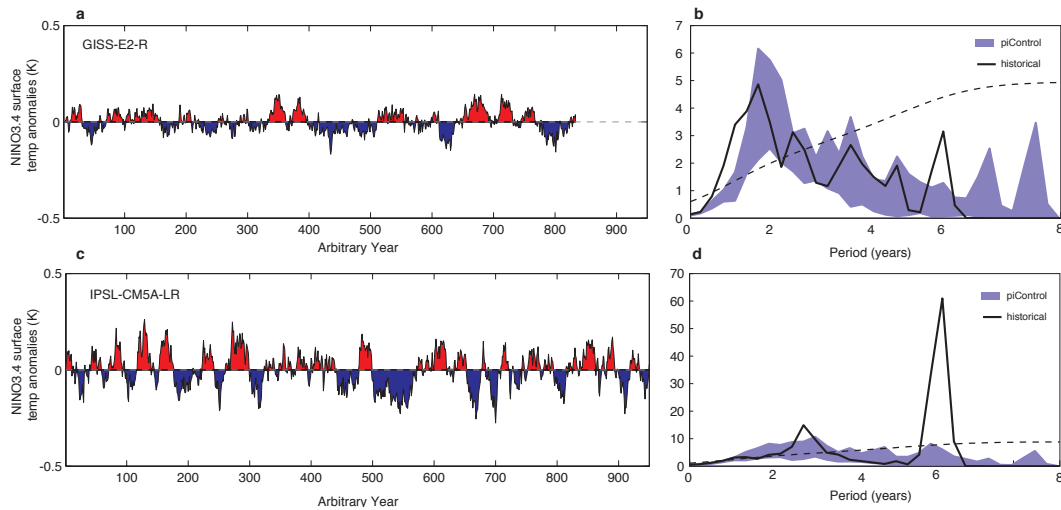 a
GISS-E2-R
NINO3.4 surface
temp anomalies (K)
0.5
0
-0.5
100 200 300 400 500 600 700 800 900
Arbitrary Year
b
piControl
historical
7
6
5
4
3
2
1
0
0 2 4 6 8
Period (years)
c
IPSL-CM5A-LR
NINO3.4 surface
temp anomalies (K)
0.5
0
-0.5
100 200 300 400 500 600 700 800 900
Arbitrary Year
d
piControl
historical
70
60
50
40
30
20
10
0
0 2 4 6 8
Period (years)